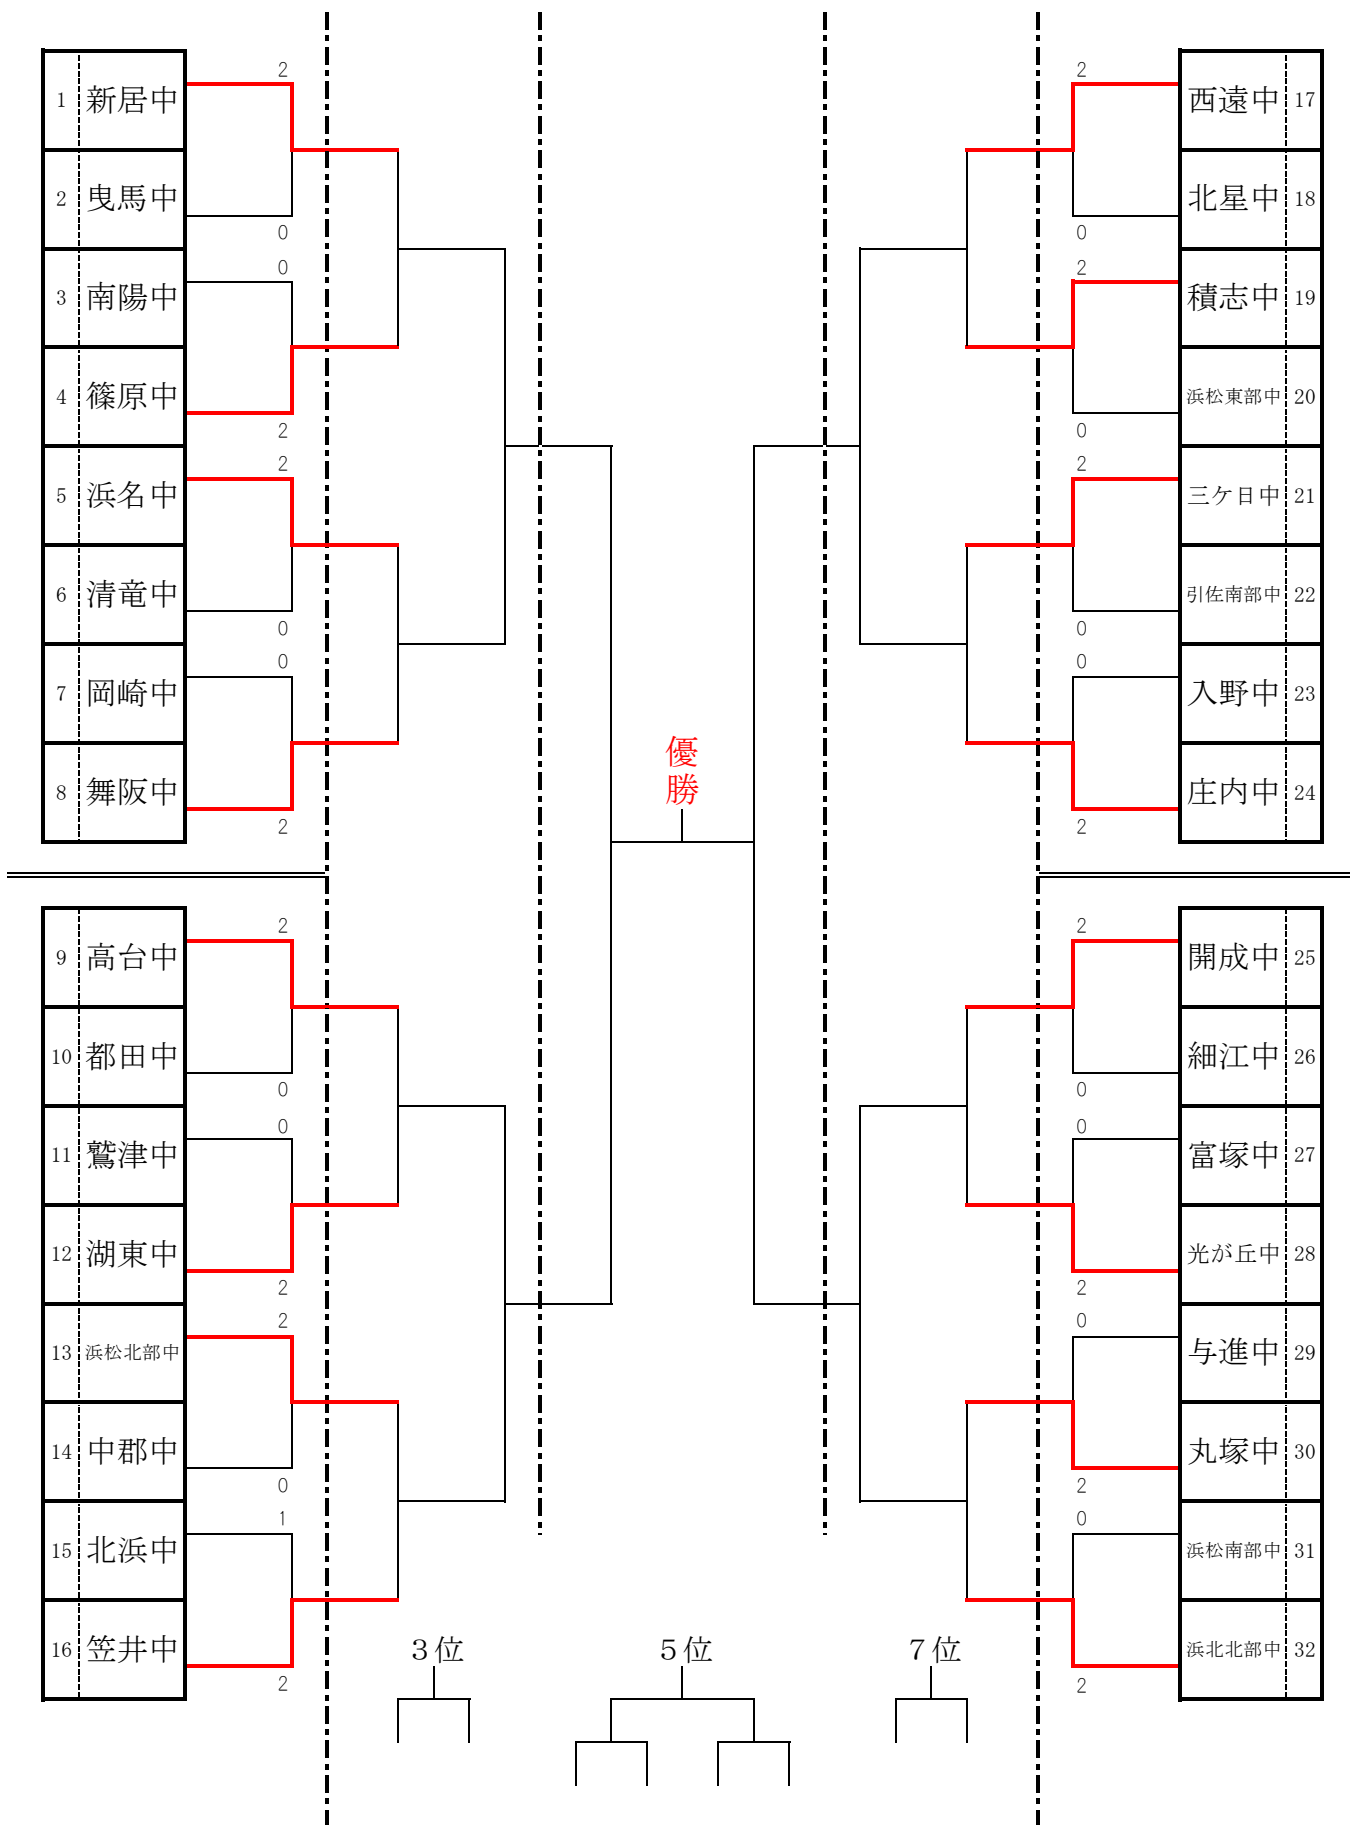 1 新居中 2
2 曳馬中 0
3 南陽中 0
4 篠原中 2
5 浜名中 2
6 清竜中 0
7 岡崎中 0
8 舞阪中 2
9 高台中 2
10 都田中 0
11 鷲津中 0
12 湖東中 2
13 浜松北部中 2
14 中郡中 0
15 北浜中 1
16 笠井中 2
優勝
2 西遠中 17
0 北星中 18
2 積志中 19
0 浜松東部中 20
2 三ケ日中 21
0 引佐南部中 22
0 入野中 23
2 庄内中 24
2 開成中 25
0 細江中 26
0 富塚中 27
2 光が丘中 28
0 与進中 29
2 丸塚中 30
0 浜松南部中 31
2 浜北北部中 32
３位 ５位 ７位